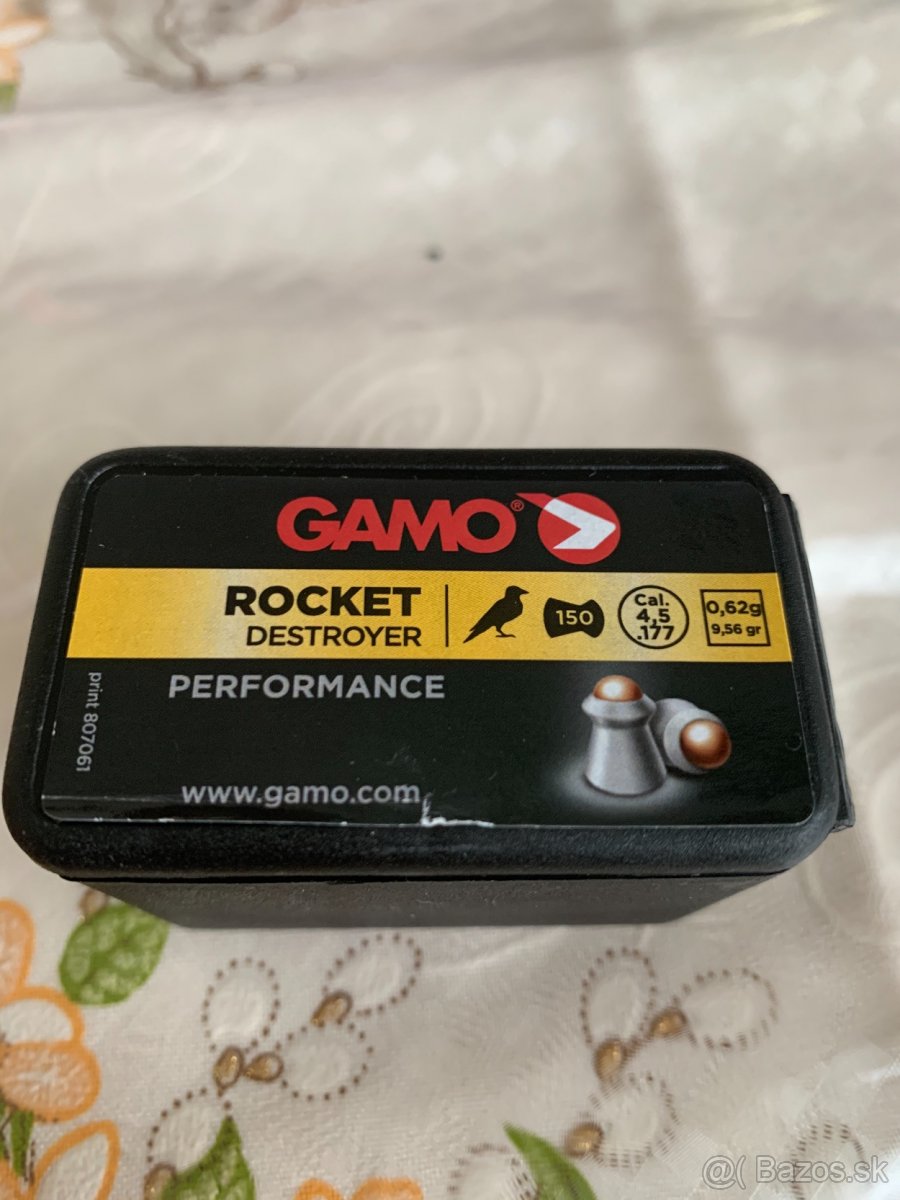 GAMO®
ROCKET
DESTROYER
150
Cal.
4,5
.177
0,62g
9,56 gr
PERFORMANCE
print 807061
www.gamo.com
@( Bazos.sk